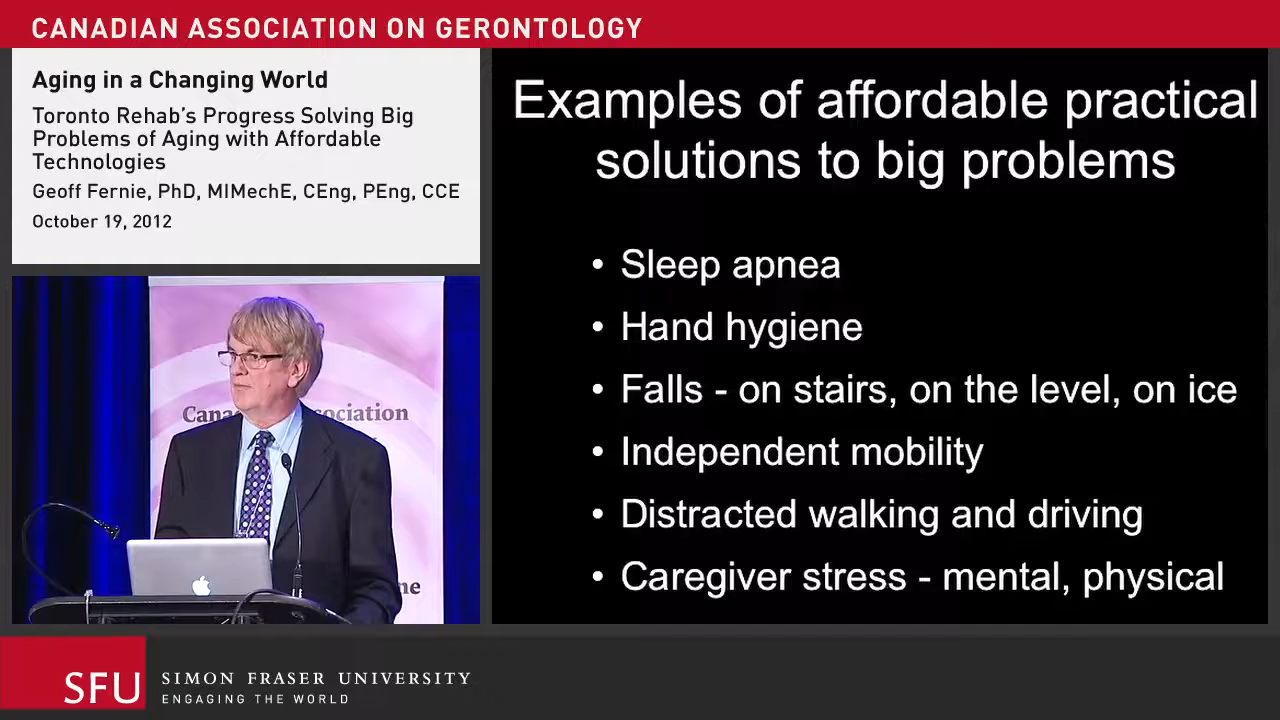 CANADIAN ASSOCIATION ON GERONTOLOGY
Aging in a Changing World
Toronto Rehab's Progress Solving Big
Problems of Aging with Affordable
Technologies
Geoff Fernie, PhD, MIMechE, CEng, PEng, CCE
October 19, 2012
Examples of affordable practical
solutions to big problems
• Sleep apnea
• Hand hygiene
• Falls - on stairs, on the level, on ice
• Independent mobility
• Distracted walking and driving
• Caregiver stress - mental, physical
SFU
SIMON FRASER UNIVERSITY
ENGAGING THE WORLD